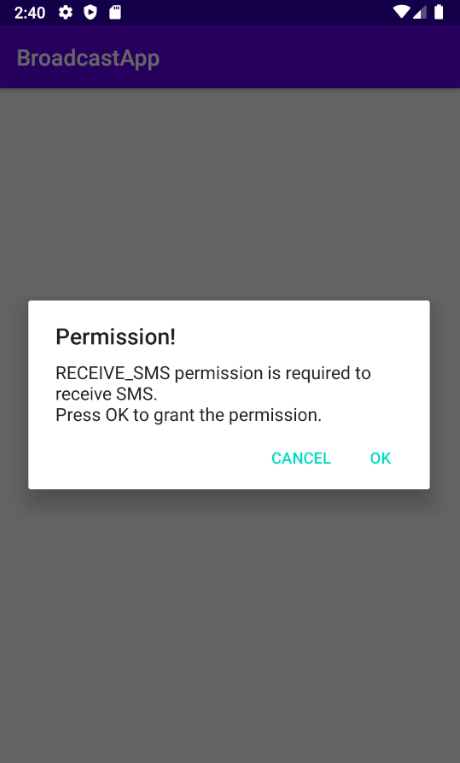 2:40
BroadcastApp
Permission!
RECEIVE_SMS permission is required to
receive SMS.
Press OK to grant the permission.
CANCEL OK